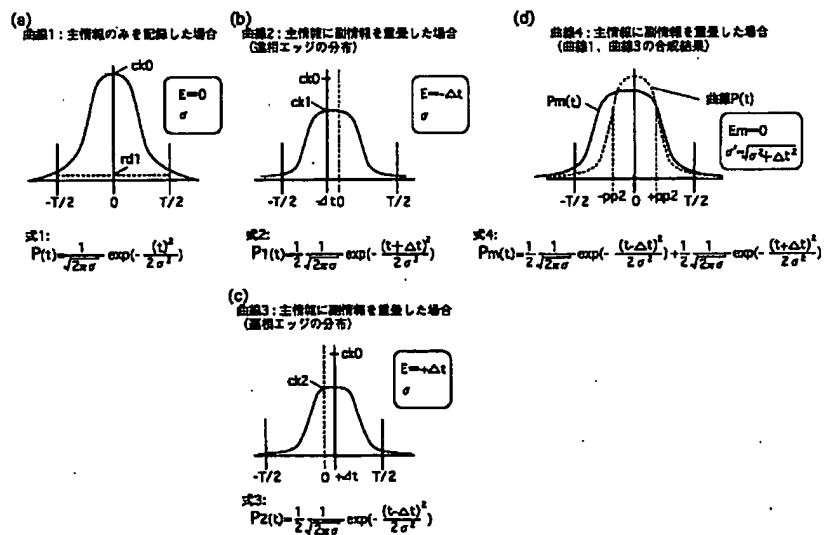 (a)
曲線1：主情報のみを記録した場合
ck0
E=0
σ
rd1
-T/2
0
T/2
式1:
P(t)=1/√2πσ exp(-(t)²/2σ²)
(b)
曲線2：主情報に副情報を重畳した場合
(進相エッジの分布)
ck0
ck1
E=-Δt
σ
-T/2
-Δt0
T/2
式2:
P1(t)=1/2 1/√2πσ exp(-(t+Δt)²/2σ²)
(c)
曲線3：主情報に副情報を重畳した場合
(遅相エッジの分布)
ck0
ck2
E=+Δt
σ
-T/2
0
+Δt
T/2
式3:
P2(t)=1/2 1/√2πσ exp(-(t-Δt)²/2σ²)
(d)
曲線4：主情報に副情報を重畳した場合
(曲線1、曲線3の合成結果)
Pm(t)
曲線P(t)
Em=0
σ'=√σ²+Δt²
-T/2
-pp2
0
+pp2
T/2
式4:
Pm(t)=1/2 1/√2πσ exp(-(t-Δt)²/2σ²)+1/2 1/√2πσ exp(-(t+Δt)²/2σ²)